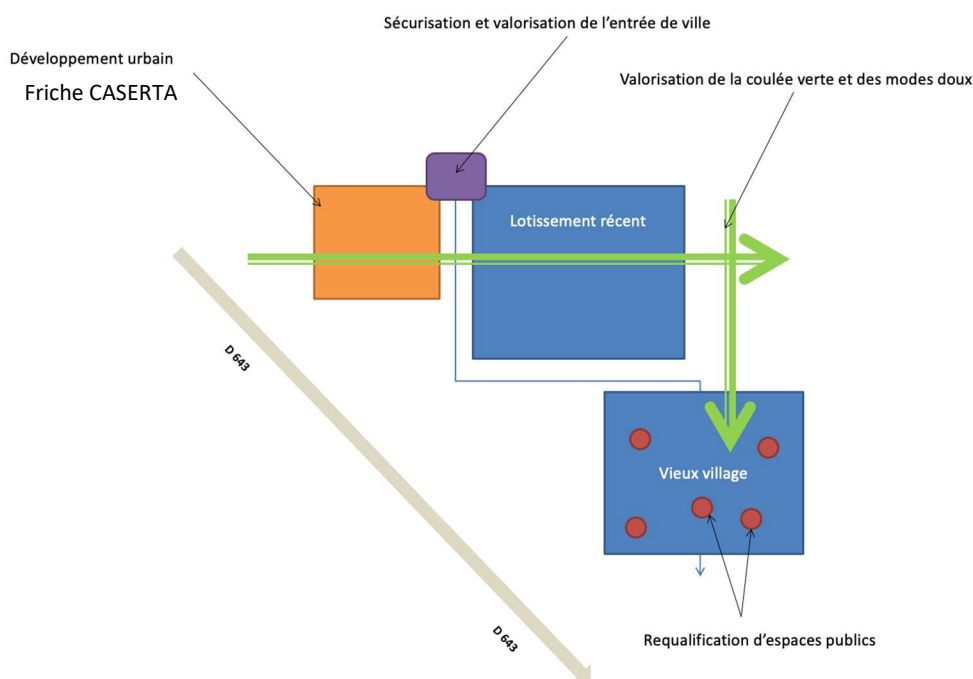 Sécurisation et valorisation de l'entrée de ville
Développement urbain
Friche CASERTA
Valorisation de la coulée verte et des modes doux
Lotissement récent
D 643
Vieux village
D 643
Requalification d'espaces publics